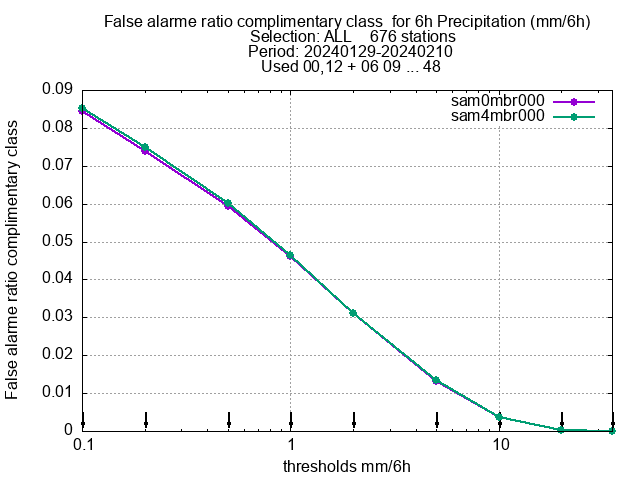 False alarme ratio complimentary class  for 6h Precipitation (mm/6h)
Selection: ALL    676 stations
Period: 20240129-20240210
Used 00,12 + 06 09 ... 48
sam0mbr000
sam4mbr000
0.09
0.08
0.07
0.06
0.05
0.04
0.03
0.02
0.01
0
False alarme ratio complimentary class
0.1 1 10
thresholds mm/6h